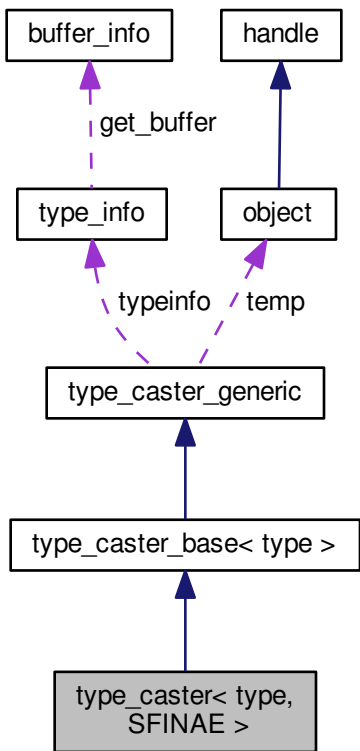 buffer_info
handle
get_buffer
type_info
object
typeinfo
temp
type_caster_generic
type_caster_base< type >
type_caster< type,
SFINAE >